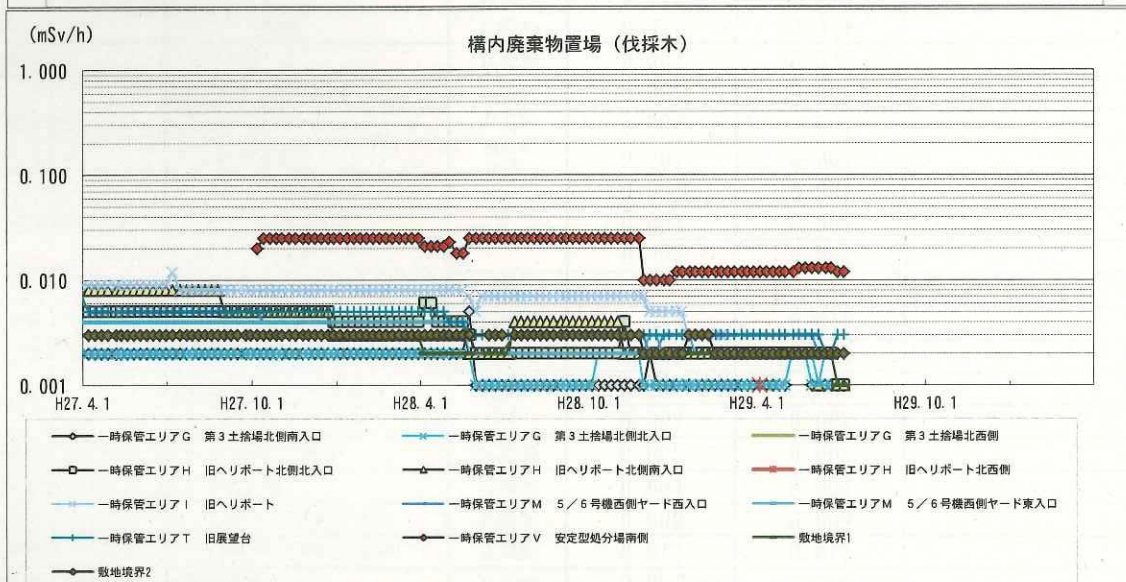 (mSv/h)
構内廃棄物置場(伐採木)
1.000
0.100
0.010
0.001
H27.4.1 H27.10.1 H28.4.1 H28.10.1 H29.4.1 H29.10.1
一時保管エリアG 第3土捨場北側南入口 一時保管エリアG 第3土捨場北側北入口 一時保管エリアG 第3土捨場北西側
一時保管エリアH 旧ヘリポート北側北入口 一時保管エリアH 旧ヘリポート北側南入口 一時保管エリアH 旧ヘリポート北西側
一時保管エリアI 旧ヘリポート 一時保管エリアM 5/6号機西側ヤード西入口 一時保管エリアM 5/6号機西側ヤード東入口
一時保管エリアT 旧展望台 一時保管エリアV 安定型処分場南側 敷地境界1
敷地境界2